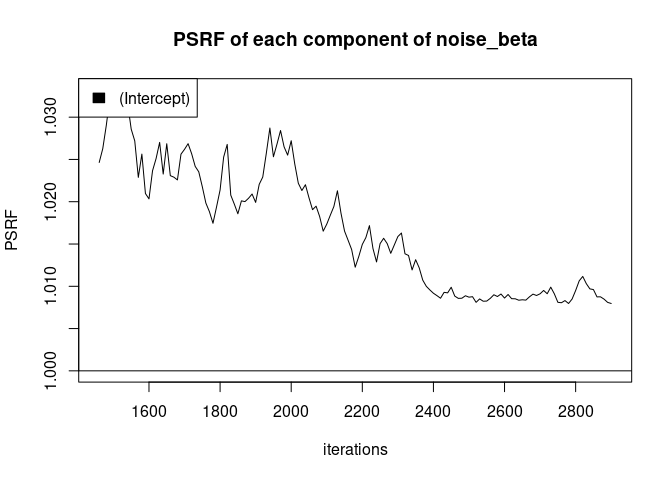 PSRF of each component of noise_beta
(Intercept)
PSRF
1.030
1.020
1.010
1.000
1600 1800 2000 2200 2400 2600 2800
iterations